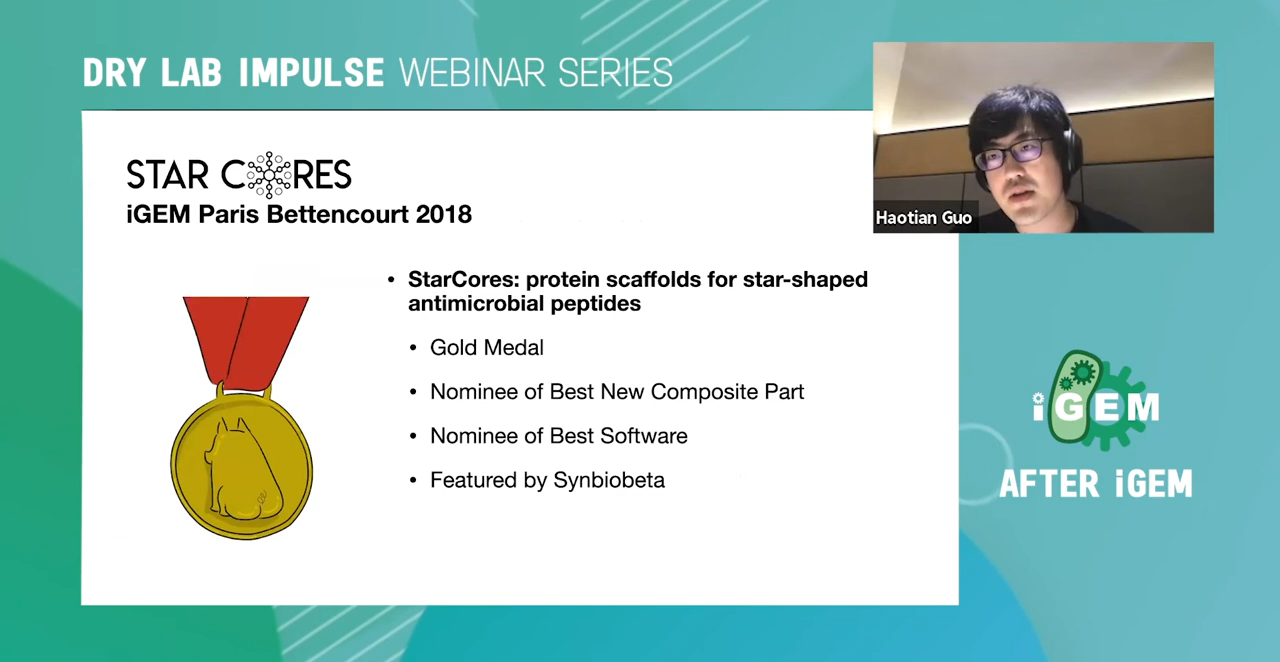 DRY LAB IMPULSE WEBINAR SERIES
STAR CORES
iGEM Paris Bettencourt 2018
• StarCores: protein scaffolds for star-shaped
antimicrobial peptides
• Gold Medal
• Nominee of Best New Composite Part
• Nominee of Best Software
• Featured by Synbiobeta
Haotian Guo
iGEM
AFTER iGEM